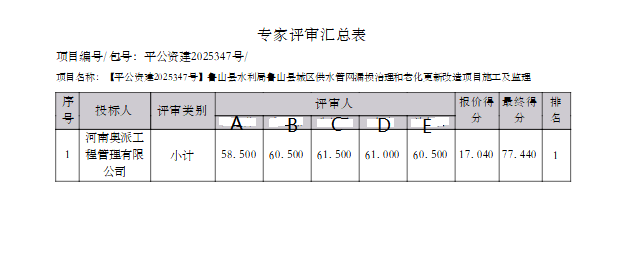 专家评审汇总表
项目编号/包号：平公资建2025347号/
项目名称：【平公资建2025347号】鲁山县水利局鲁山县城区供水管网漏损治理和老化更新改造项目施工及监理
序号 投标人 评审类别 评审人 报价得分 最终得分 排名
A B C D E
1 河南奥派工程管理有限公司 小计 58.500 60.500 61.500 61.000 60.500 17.040 77.440 1